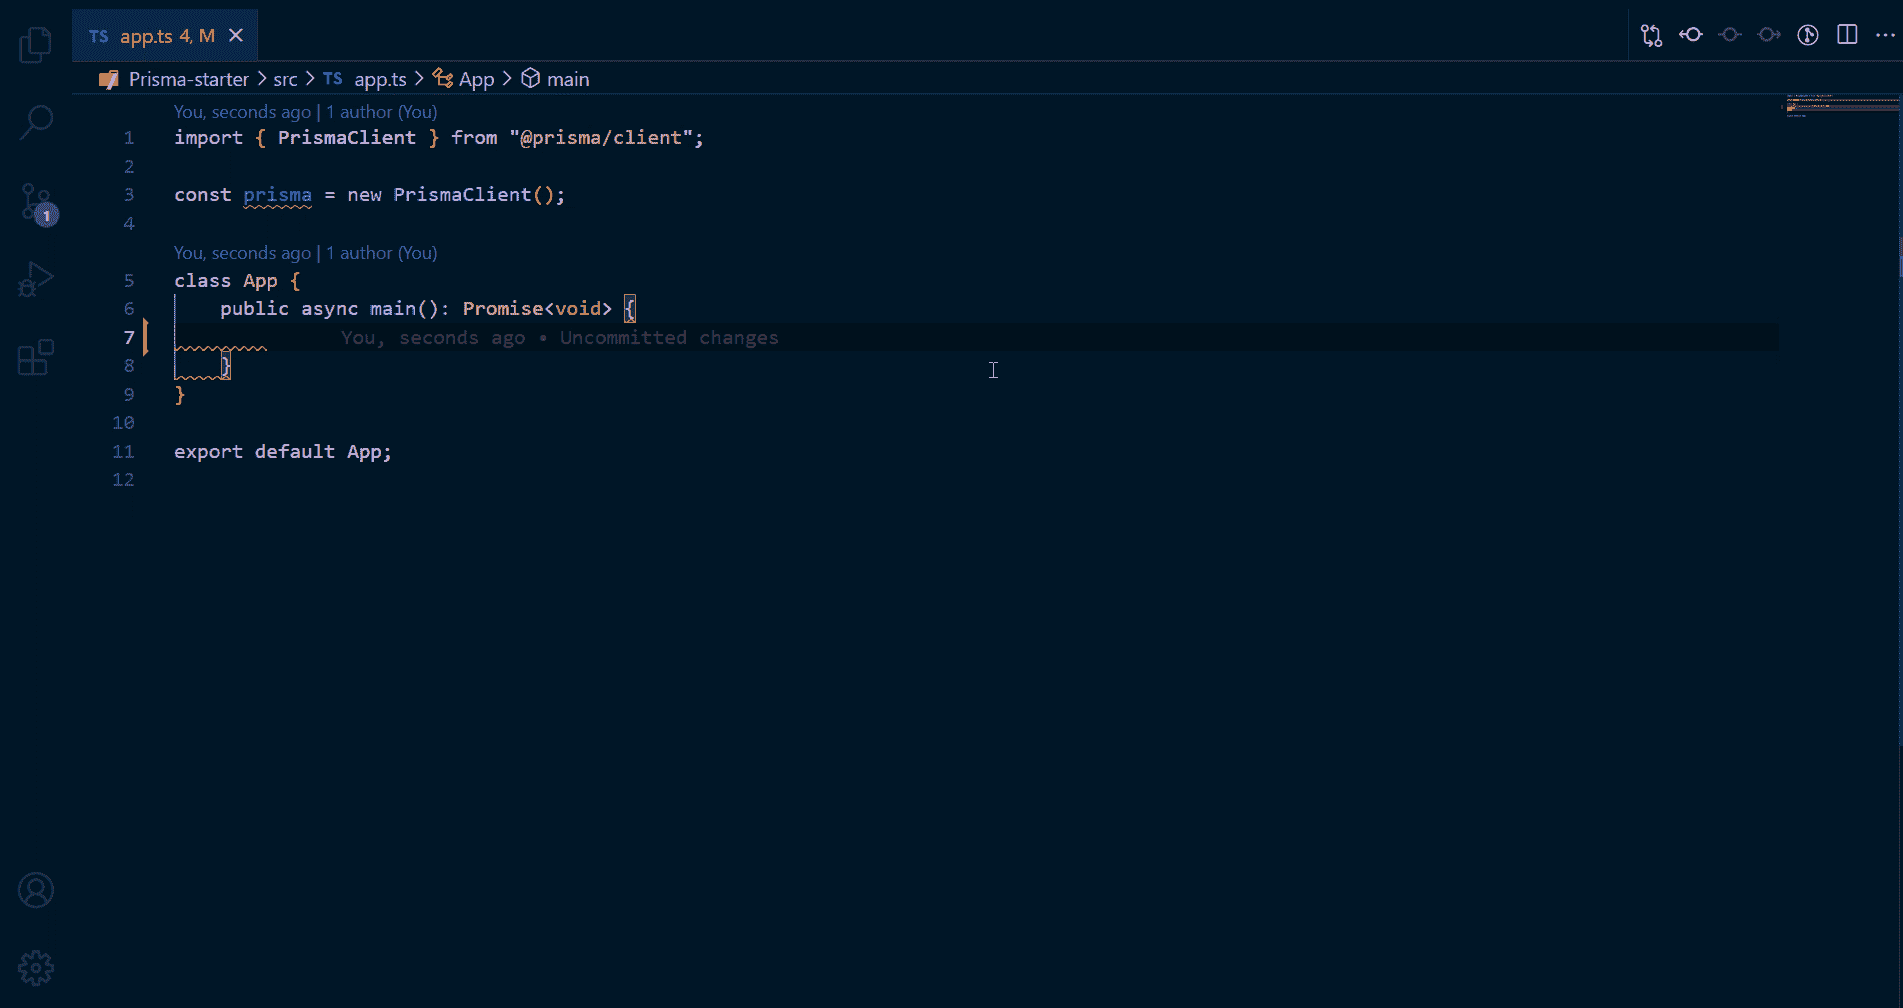 TS app.ts 4, M
Prisma-starter > src > TS app.ts > App > main
You, seconds ago | 1 author (You)
1 import { PrismaClient } from "@prisma/client";
2
3 const prisma = new PrismaClient();
4
You, seconds ago | 1 author (You)
5 class App {
6 public async main(): Promise<void> {
7 You, seconds ago • Uncommitted changes
8 }
9 }
10
11 export default App;
12
1